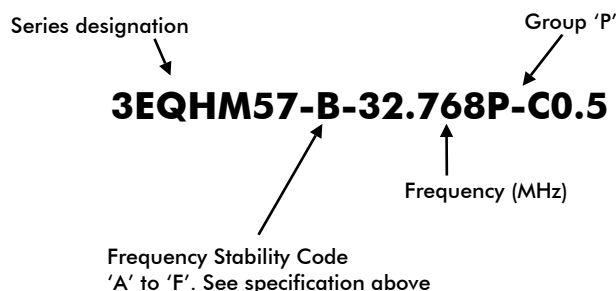 Series designation
Group 'P'
3EQHM57-B-32.768P-C0.5
Frequency (MHz)
Frequency Stability Code
'A' to 'F'. See specification above